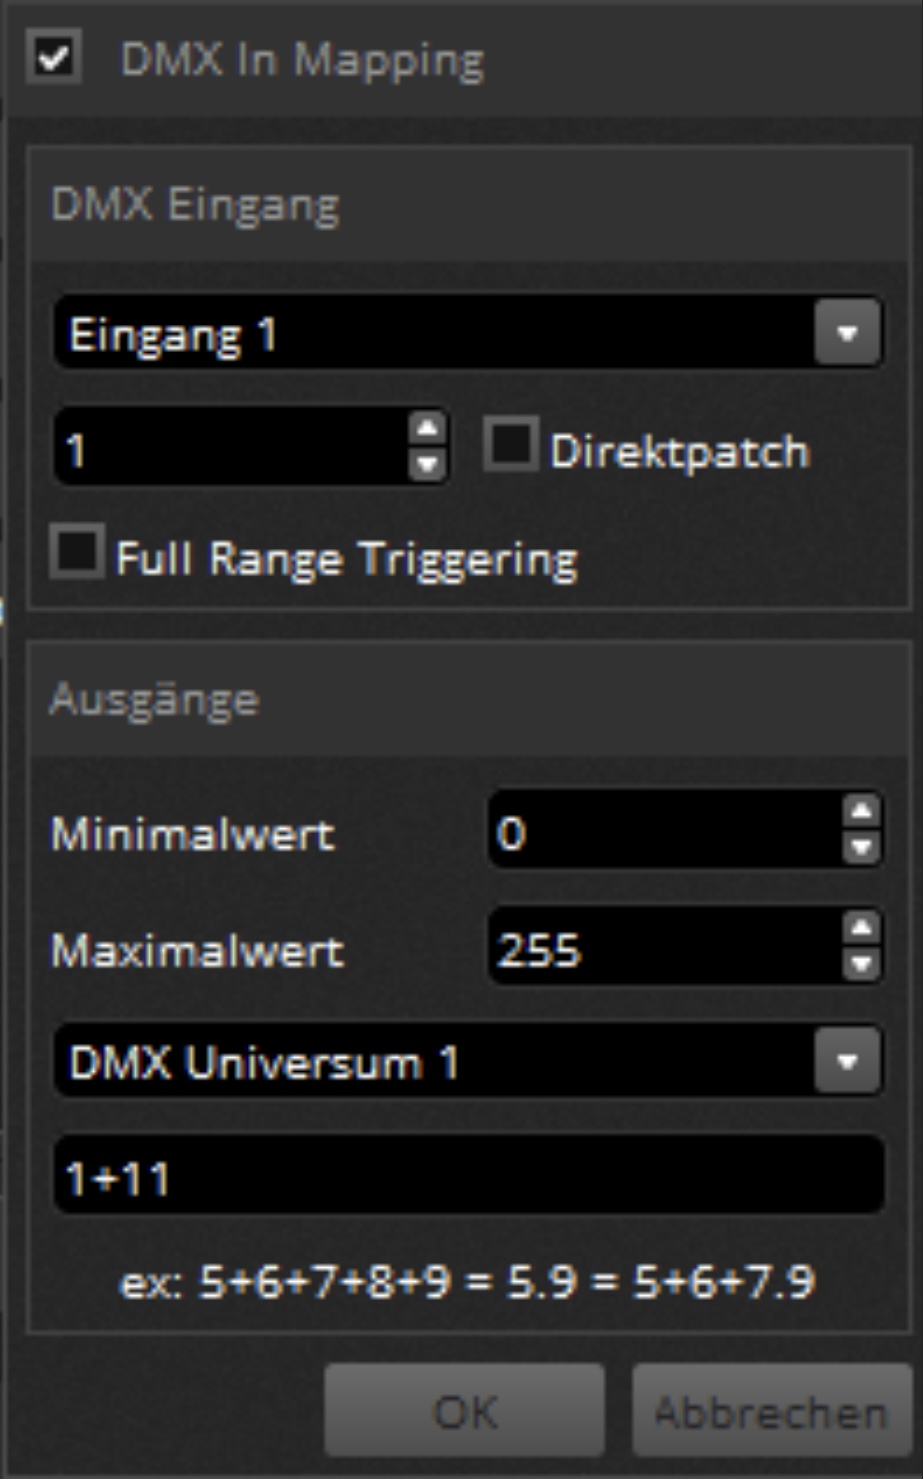 DMX In Mapping
DMX Eingang
Eingang 1
1 Direktpatch
Full Range Triggering
Ausgänge
Minimalwert 0
Maximalwert 255
DMX Universum 1
1+11
ex: 5+6+7+8+9 = 5.9 = 5+6+7.9
OK Abbrechen